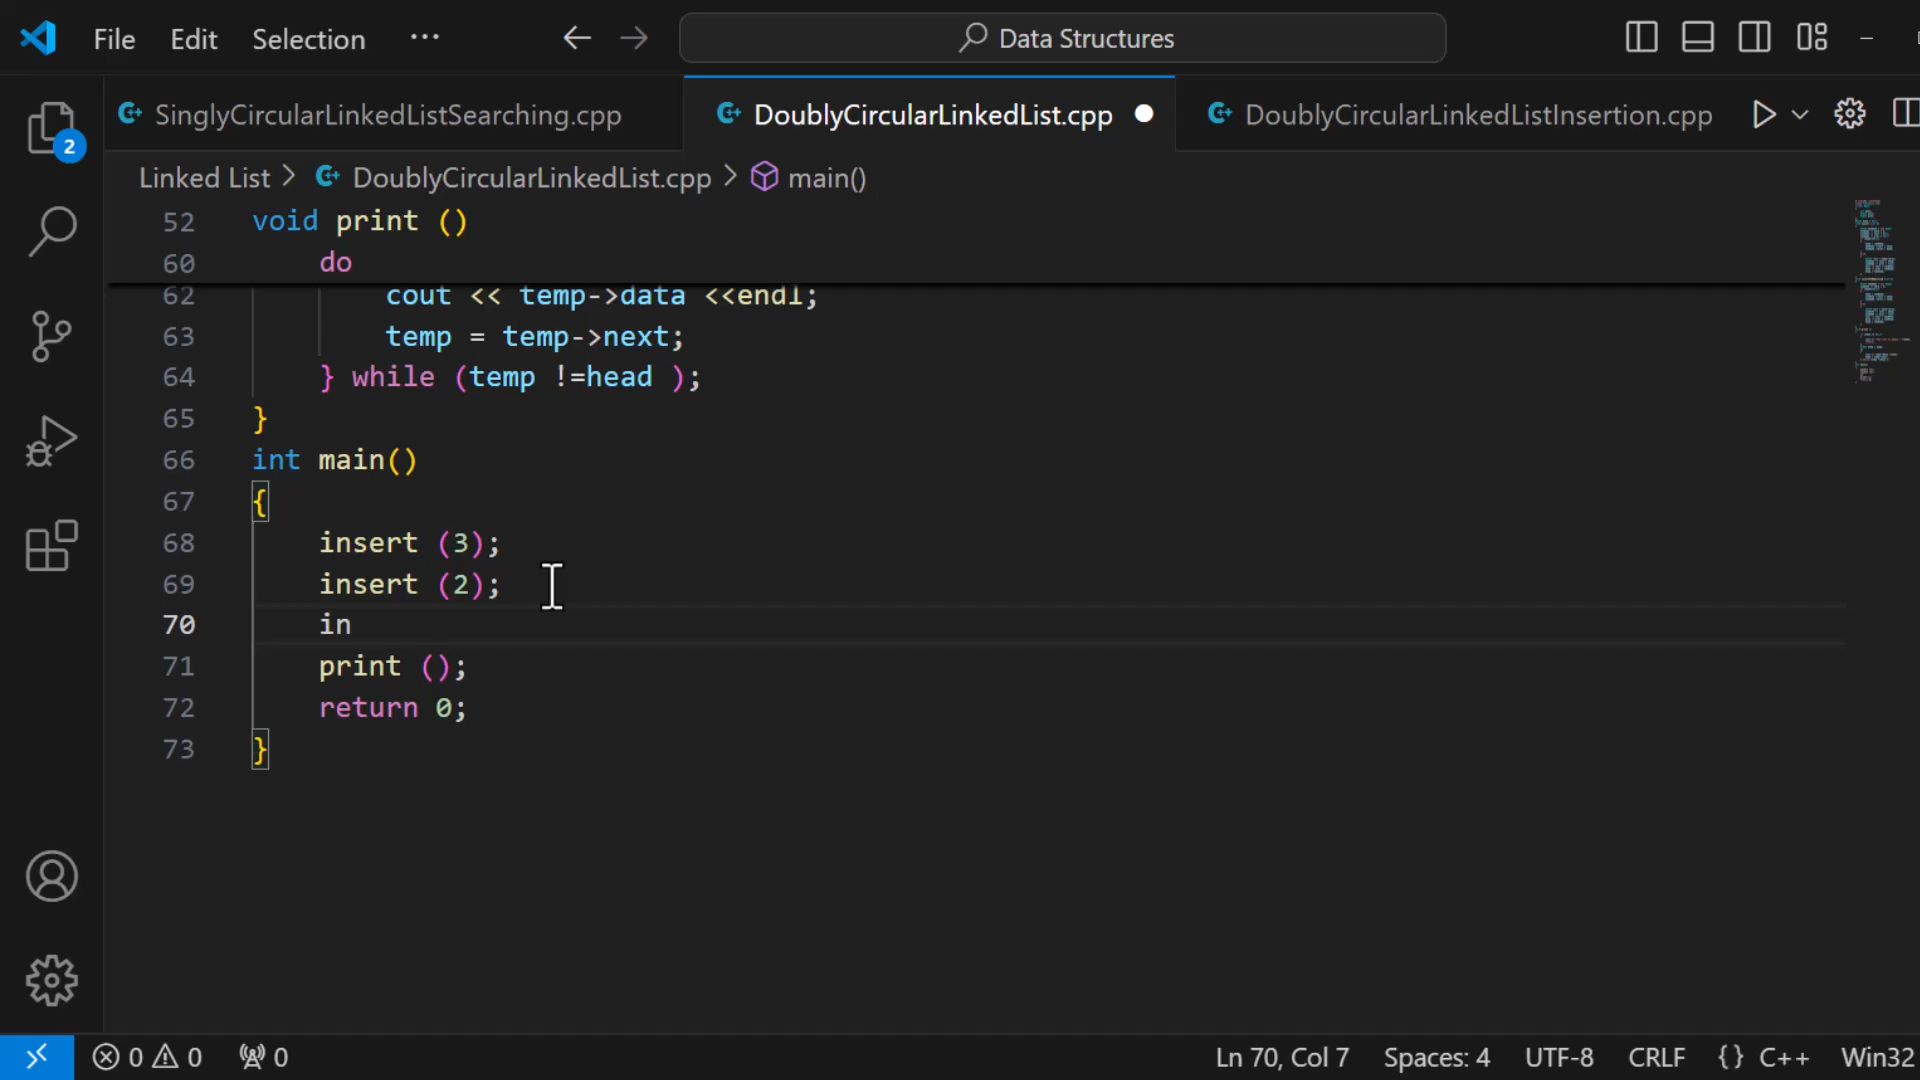 File Edit Selection ··· Data Structures
SinglyCircularLinkedListSearching.cpp DoublyCircularLinkedList.cpp DoublyCircularLinkedListInsertion.cpp
Linked List > DoublyCircularLinkedList.cpp > main()
52 void print ()
60 do
62 cout << temp->data <<endl;
63 temp = temp->next;
64 } while (temp !=head );
65 }
66 int main()
67 {
68 insert (3);
69 insert (2);
70 in
71 print ();
72 return 0;
73 }
2
0 0 0 Ln 70, Col 7 Spaces: 4 UTF-8 CRLF {} C++ Win32